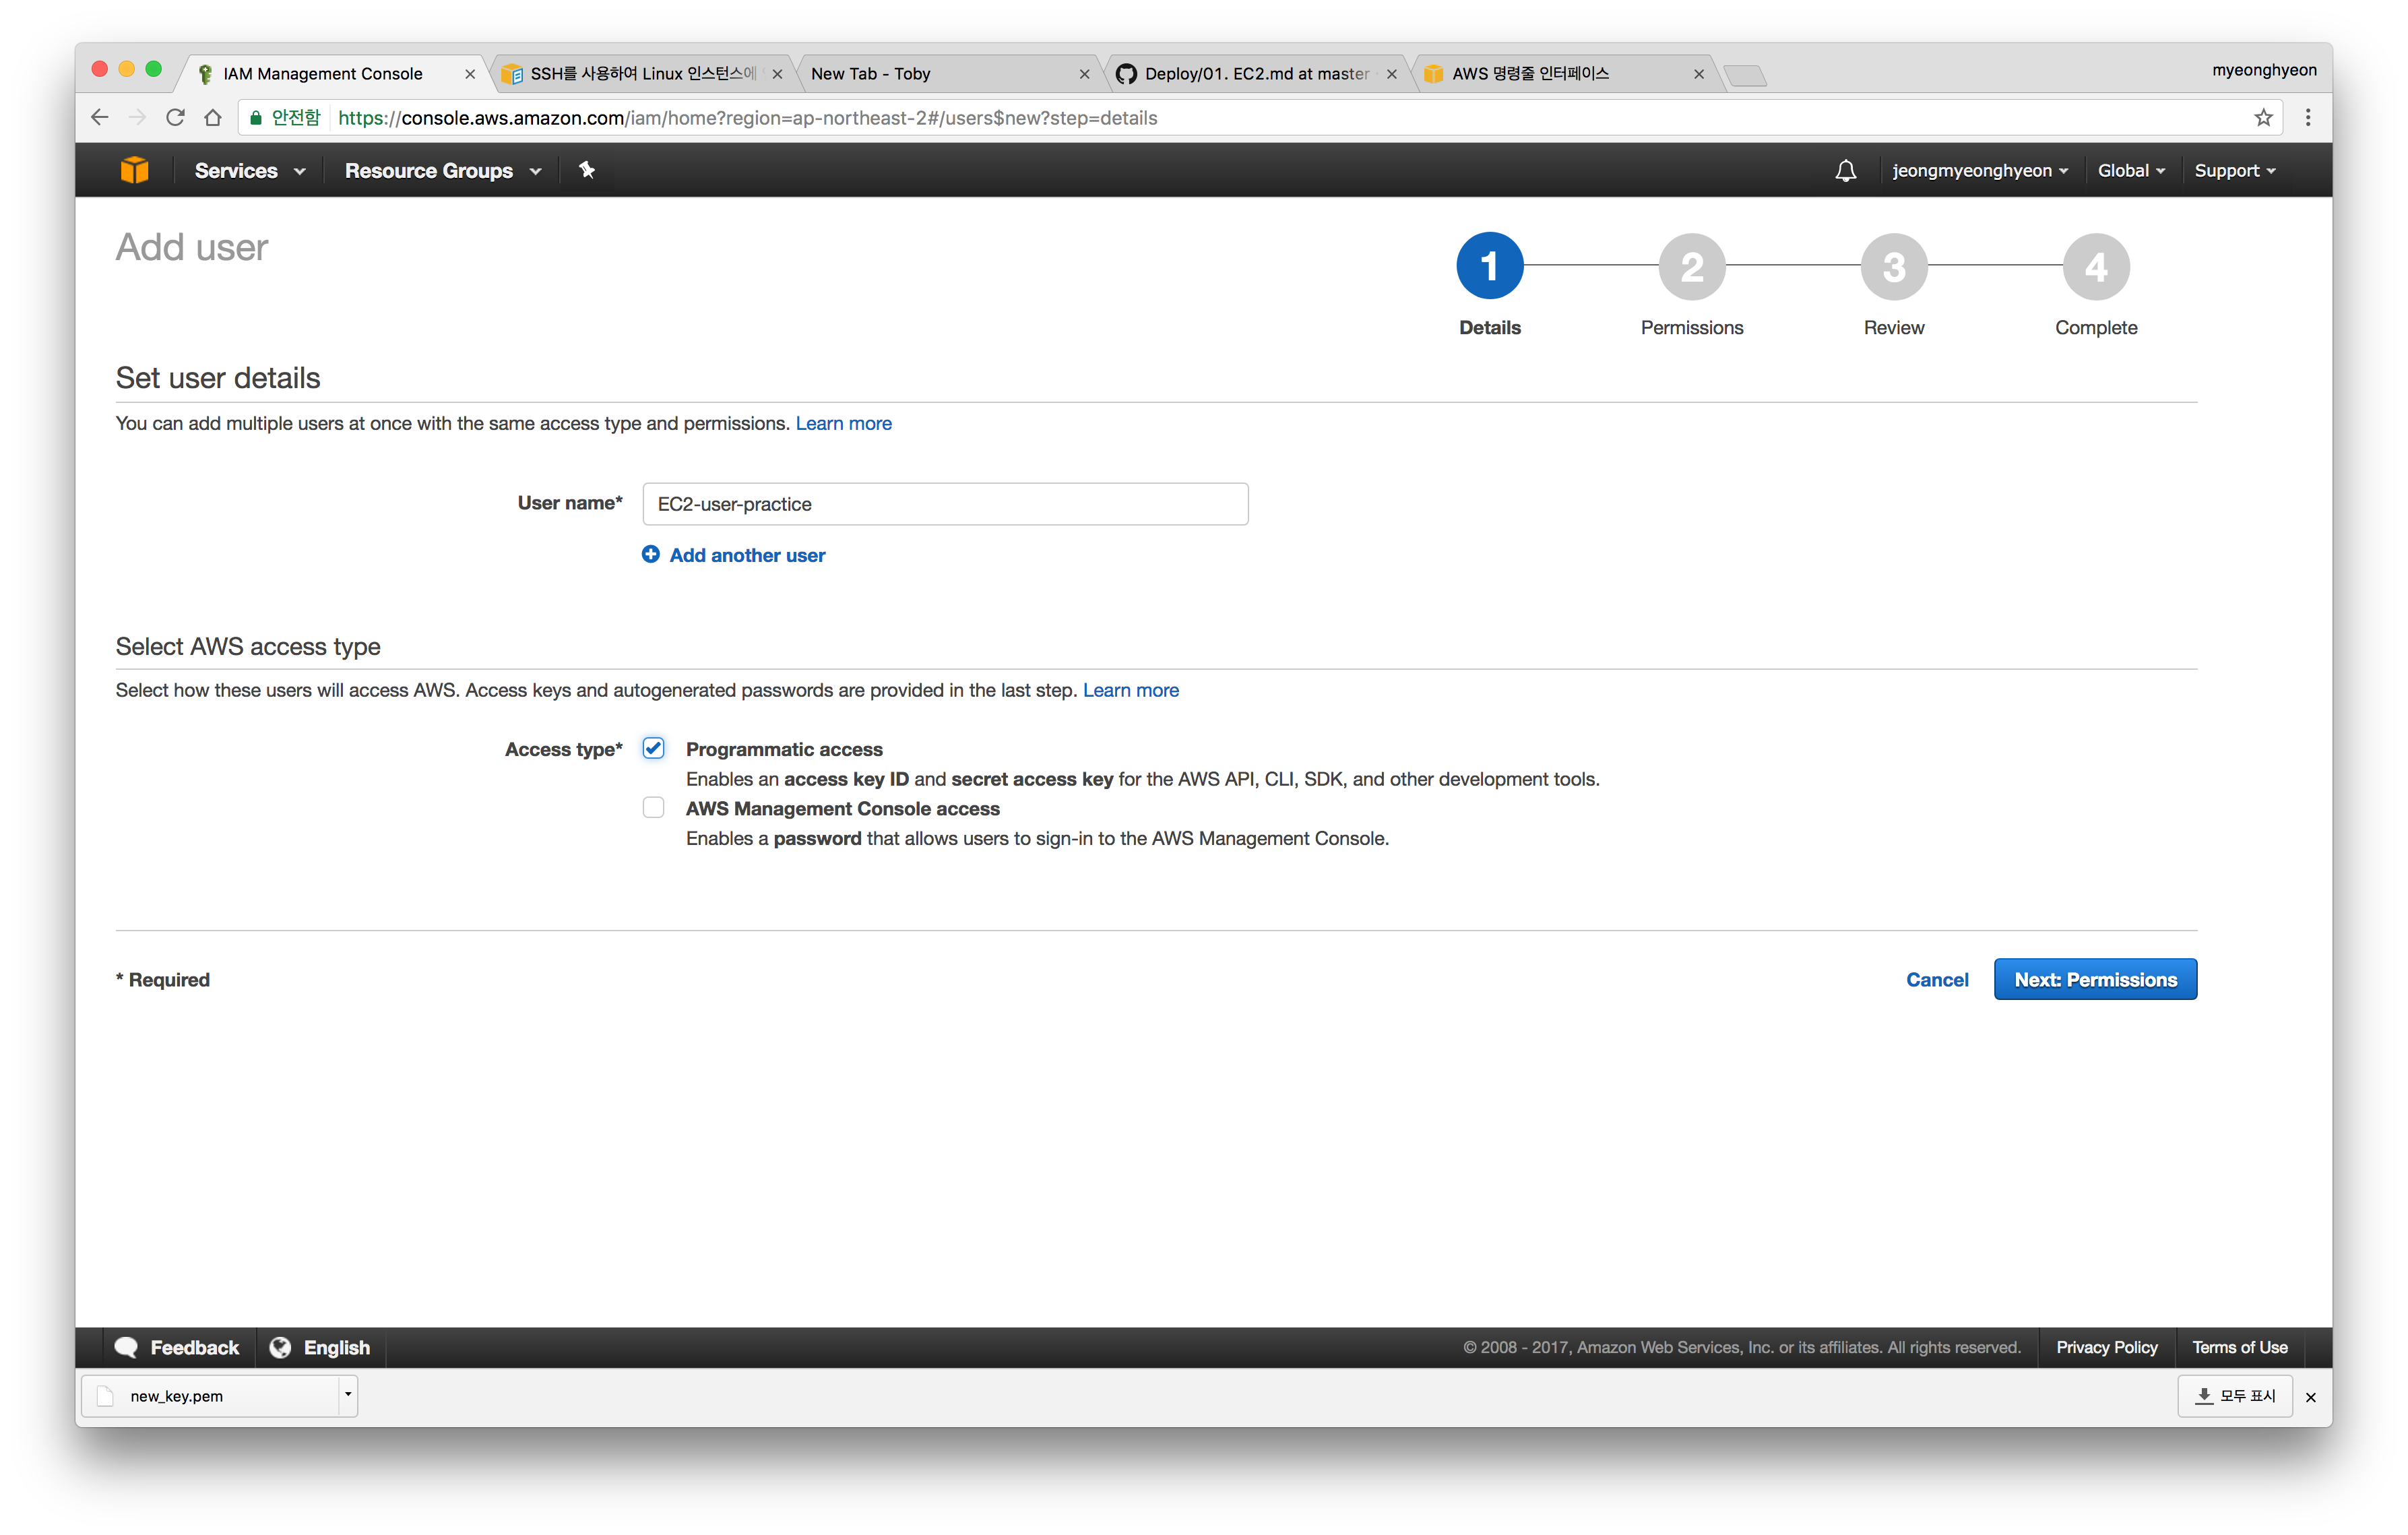 IAM Management Console
SSH를 사용하여 Linux 인스턴스에
New Tab - Toby
Deploy/01. EC2.md at master
AWS 명령줄 인터페이스
myeonghyeon
안전함 https://console.aws.amazon.com/iam/home?region=ap-northeast-2#/users$new?step=details
Services Resource Groups jeongmyeonghyeon Global Support
Add user
1 2 3 4
Details Permissions Review Complete
Set user details
You can add multiple users at once with the same access type and permissions. Learn more
User name* EC2-user-practice
Add another user
Select AWS access type
Select how these users will access AWS. Access keys and autogenerated passwords are provided in the last step. Learn more
Access type* Programmatic access
Enables an access key ID and secret access key for the AWS API, CLI, SDK, and other development tools.
AWS Management Console access
Enables a password that allows users to sign-in to the AWS Management Console.
* Required Cancel Next: Permissions
Feedback English © 2008 - 2017, Amazon Web Services, Inc. or its affiliates. All rights reserved. Privacy Policy Terms of Use
new_key.pem 모두 표시